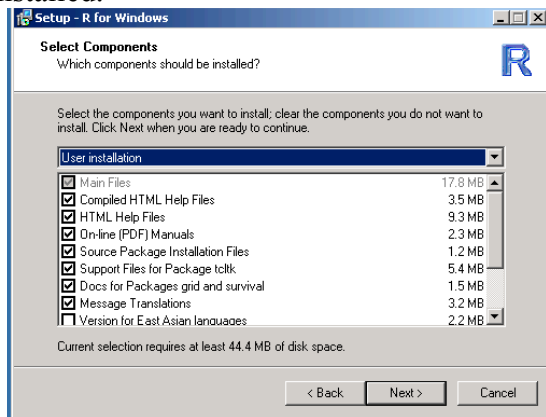 nstalled.
Setup - R for Windows
Select Components
Which components should be installed?
R
Select the components you want to install; clear the components you do not want to
install. Click Next when you are ready to continue.
User installation
Main Files 17.8 MB
Compiled HTML Help Files 3.5 MB
HTML Help Files 9.3 MB
On-line (PDF) Manuals 2.3 MB
Source Package Installation Files 1.2 MB
Support Files for Package tcltk 5.4 MB
Docs for Packages grid and survival 1.5 MB
Message Translations 3.2 MB
Version for East Asian languages 2.2 MB
Current selection requires at least 44.4 MB of disk space.
< Back Next > Cancel